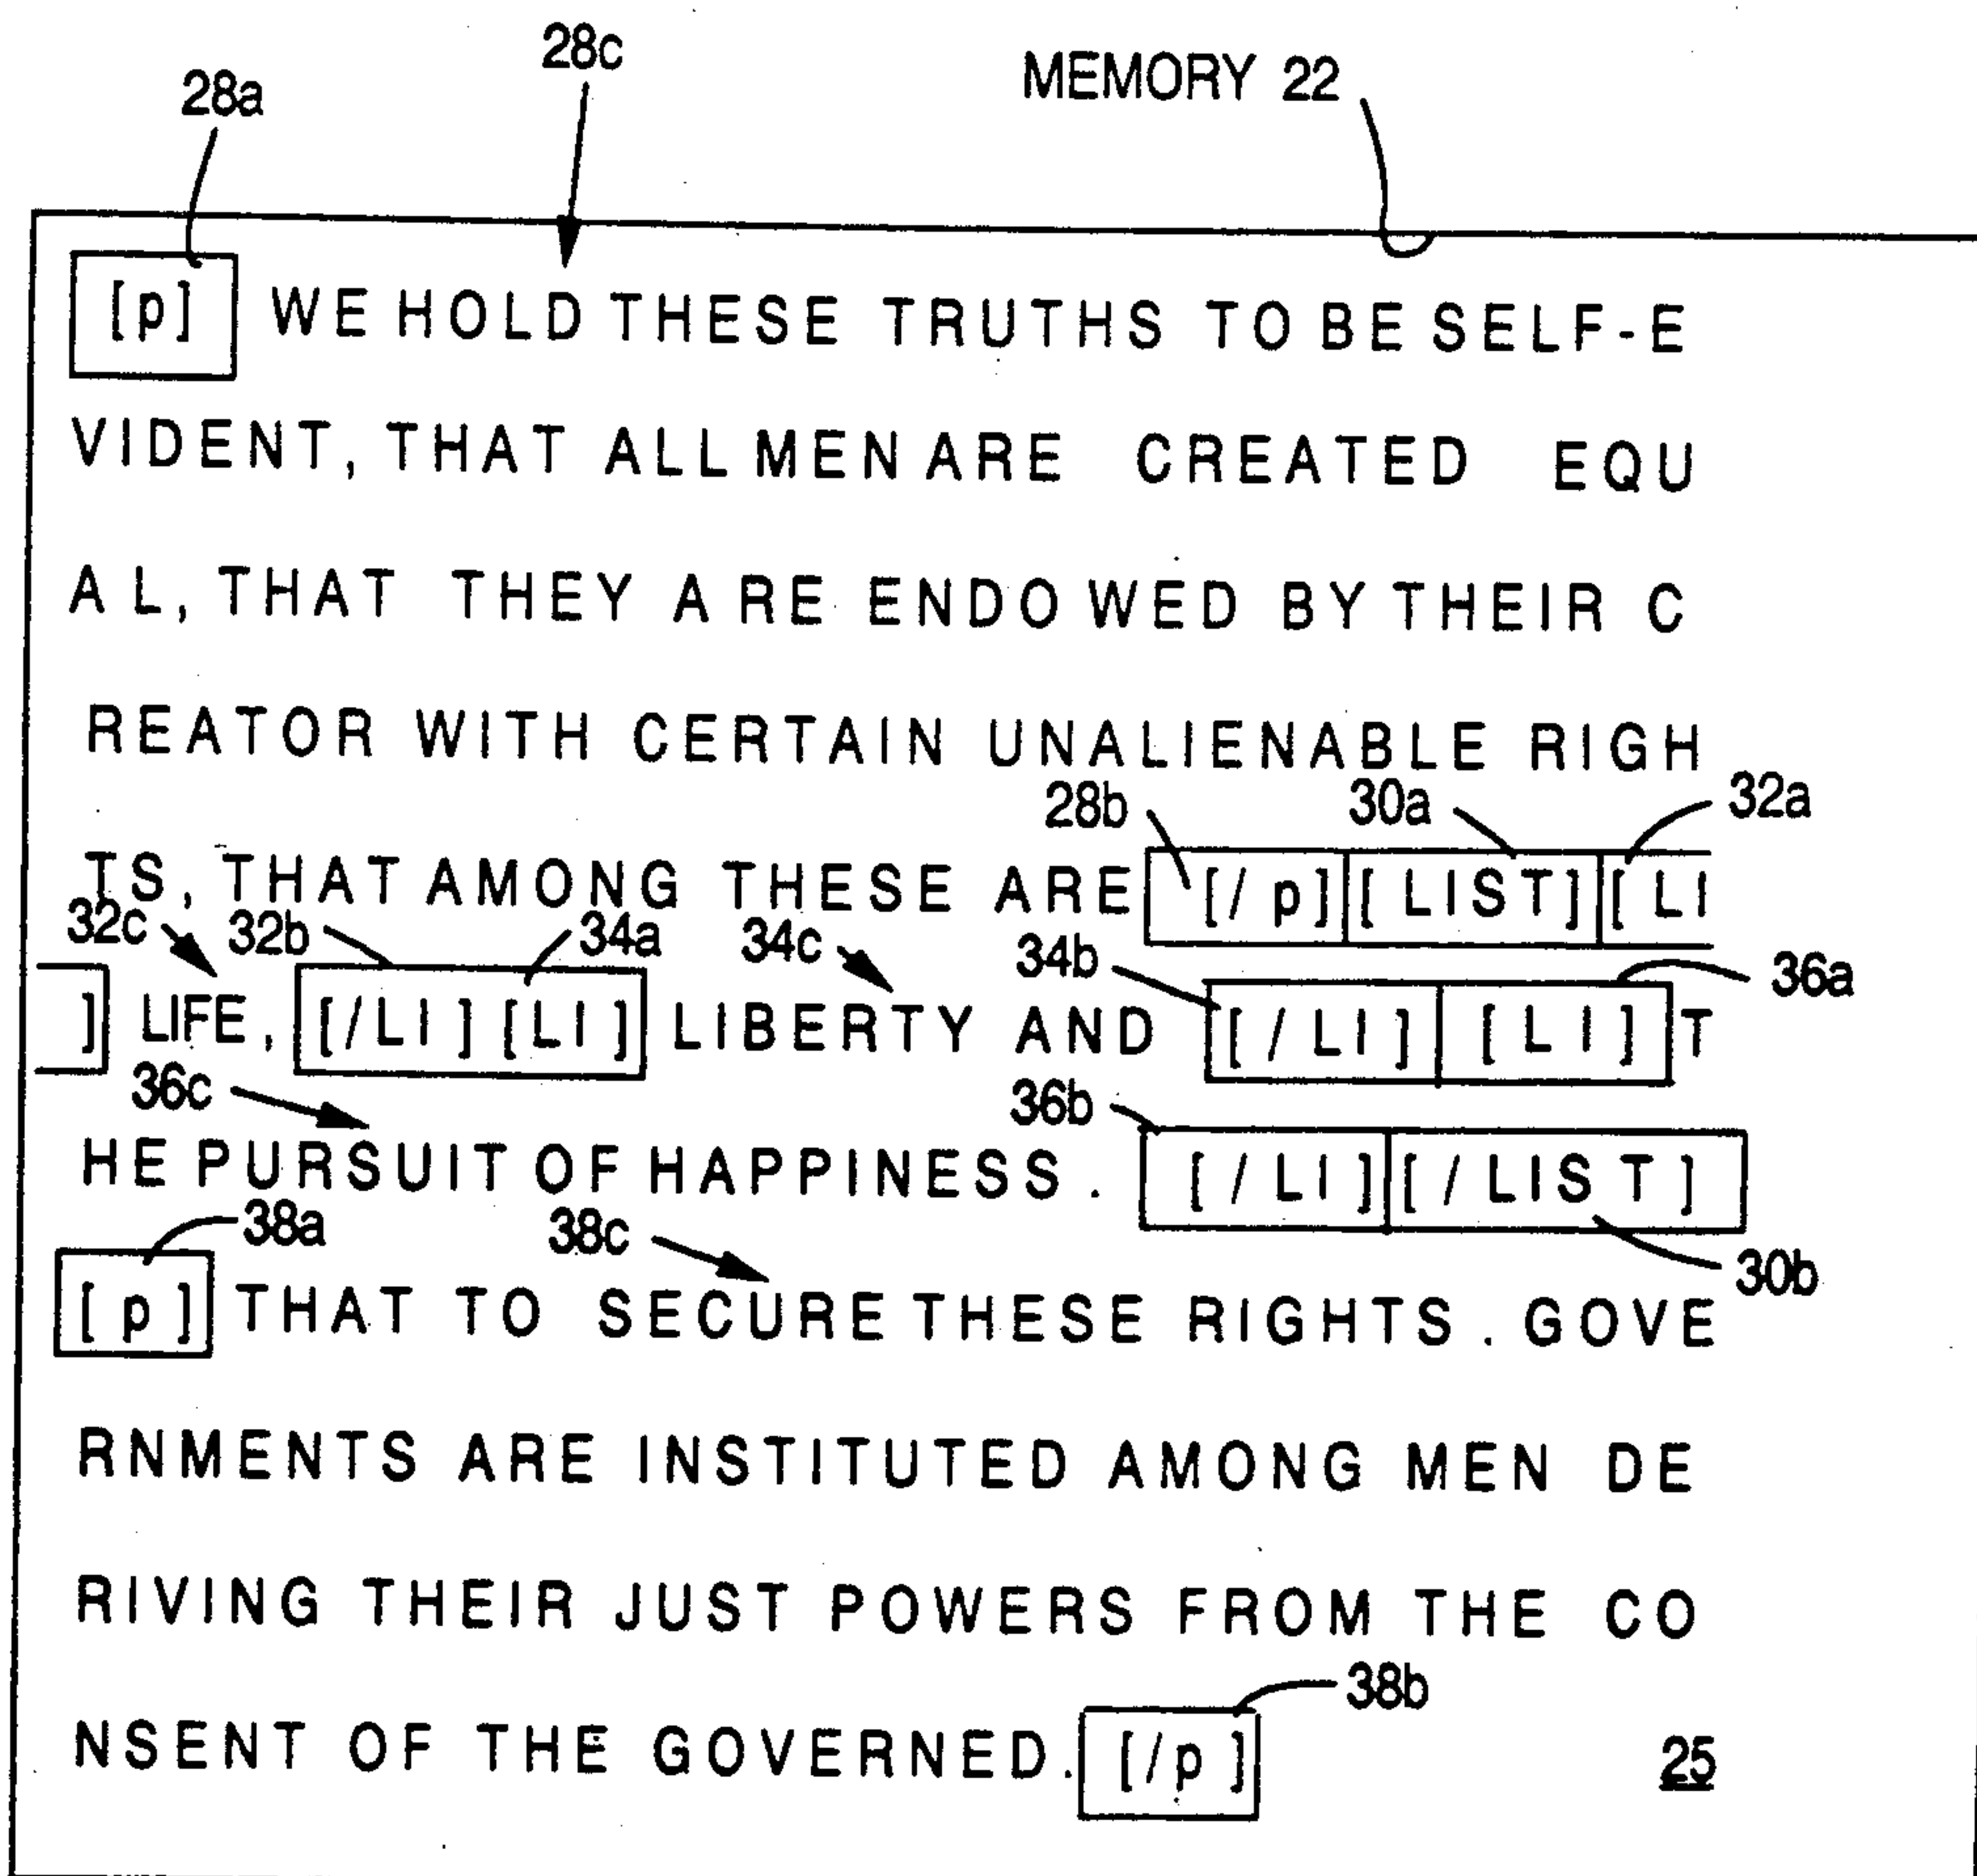 28c
28a
MEMORY 22
[p] WE HOLD THESE TRUTHS TO BE SELF-E
VIDENT, THAT ALL MEN ARE CREATED EQU
AL, THAT THEY ARE ENDOWED BY THEIR C
REATOR WITH CERTAIN UNALIENABLE RIGH
28b 30a 32a
TS, THAT AMONG THESE ARE [/p] [LIST] [LI
32c 32b 34a 34c 34b 36a
] LIFE, [/LI] [LI] LIBERTY AND [/LI] [LI] T
36c 36b
HE PURSUIT OF HAPPINESS. [/LI] [/LIST]
38a 38c 30b
[p] THAT TO SECURE THESE RIGHTS. GOVE
RNMENTS ARE INSTITUTED AMONG MEN DE
RIVING THEIR JUST POWERS FROM THE CO
38b
NSENT OF THE GOVERNED. [/p] 25